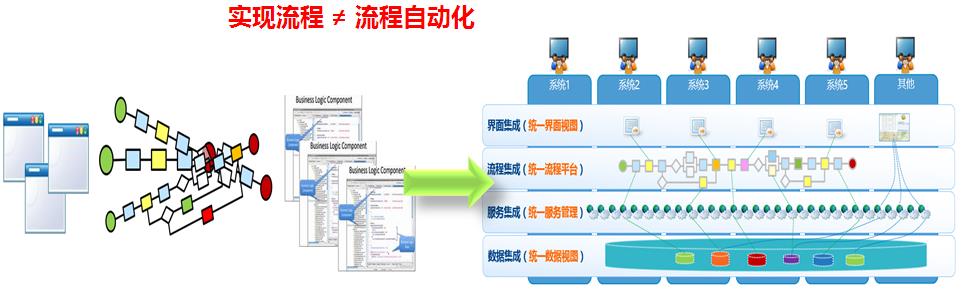 实现流程 ≠ 流程自动化
Business Logic Component
Business Logic Component
Business Logic Component
系统1 系统2 系统3 系统4 系统5 其他
界面集成（统一界面视图）
流程集成（统一流程平台）
服务集成（统一服务管理）
数据集成（统一数据视图）